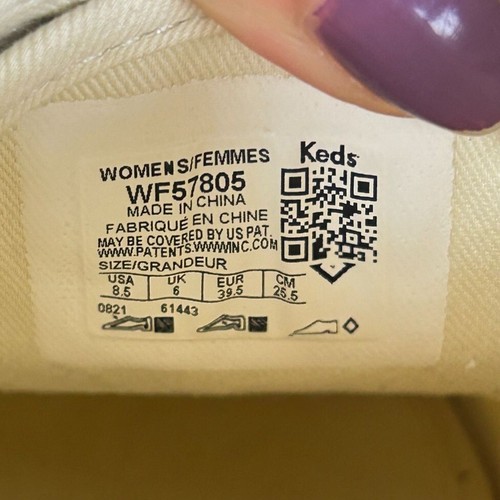 WOMENS/FEMMES
Keds
WF57805
MADE IN CHINA
FABRIQUÉ EN CHINE
MAY BE COVERED BY US PAT.
WWW.PATENTS.WWWINC.COM
SIZE/GRANDEUR
USA UK EUR CM
8.5 6 39.5 25.5
0821 61443